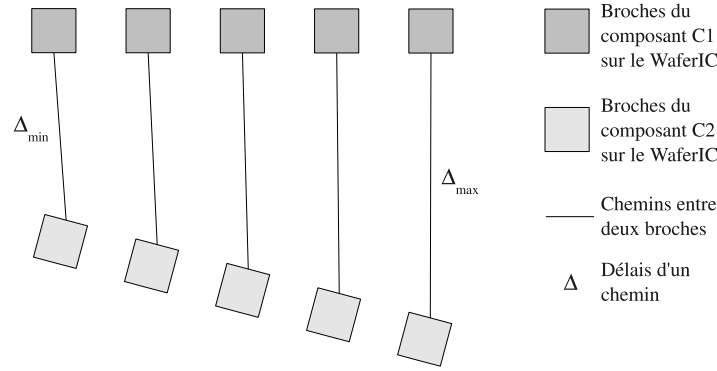 Δmin
Δmax
Broches du
composant C1
sur le WaferIC
Broches du
composant C2
sur le WaferIC
Chemins entre
deux broches
Δ
Délais d'un
chemin